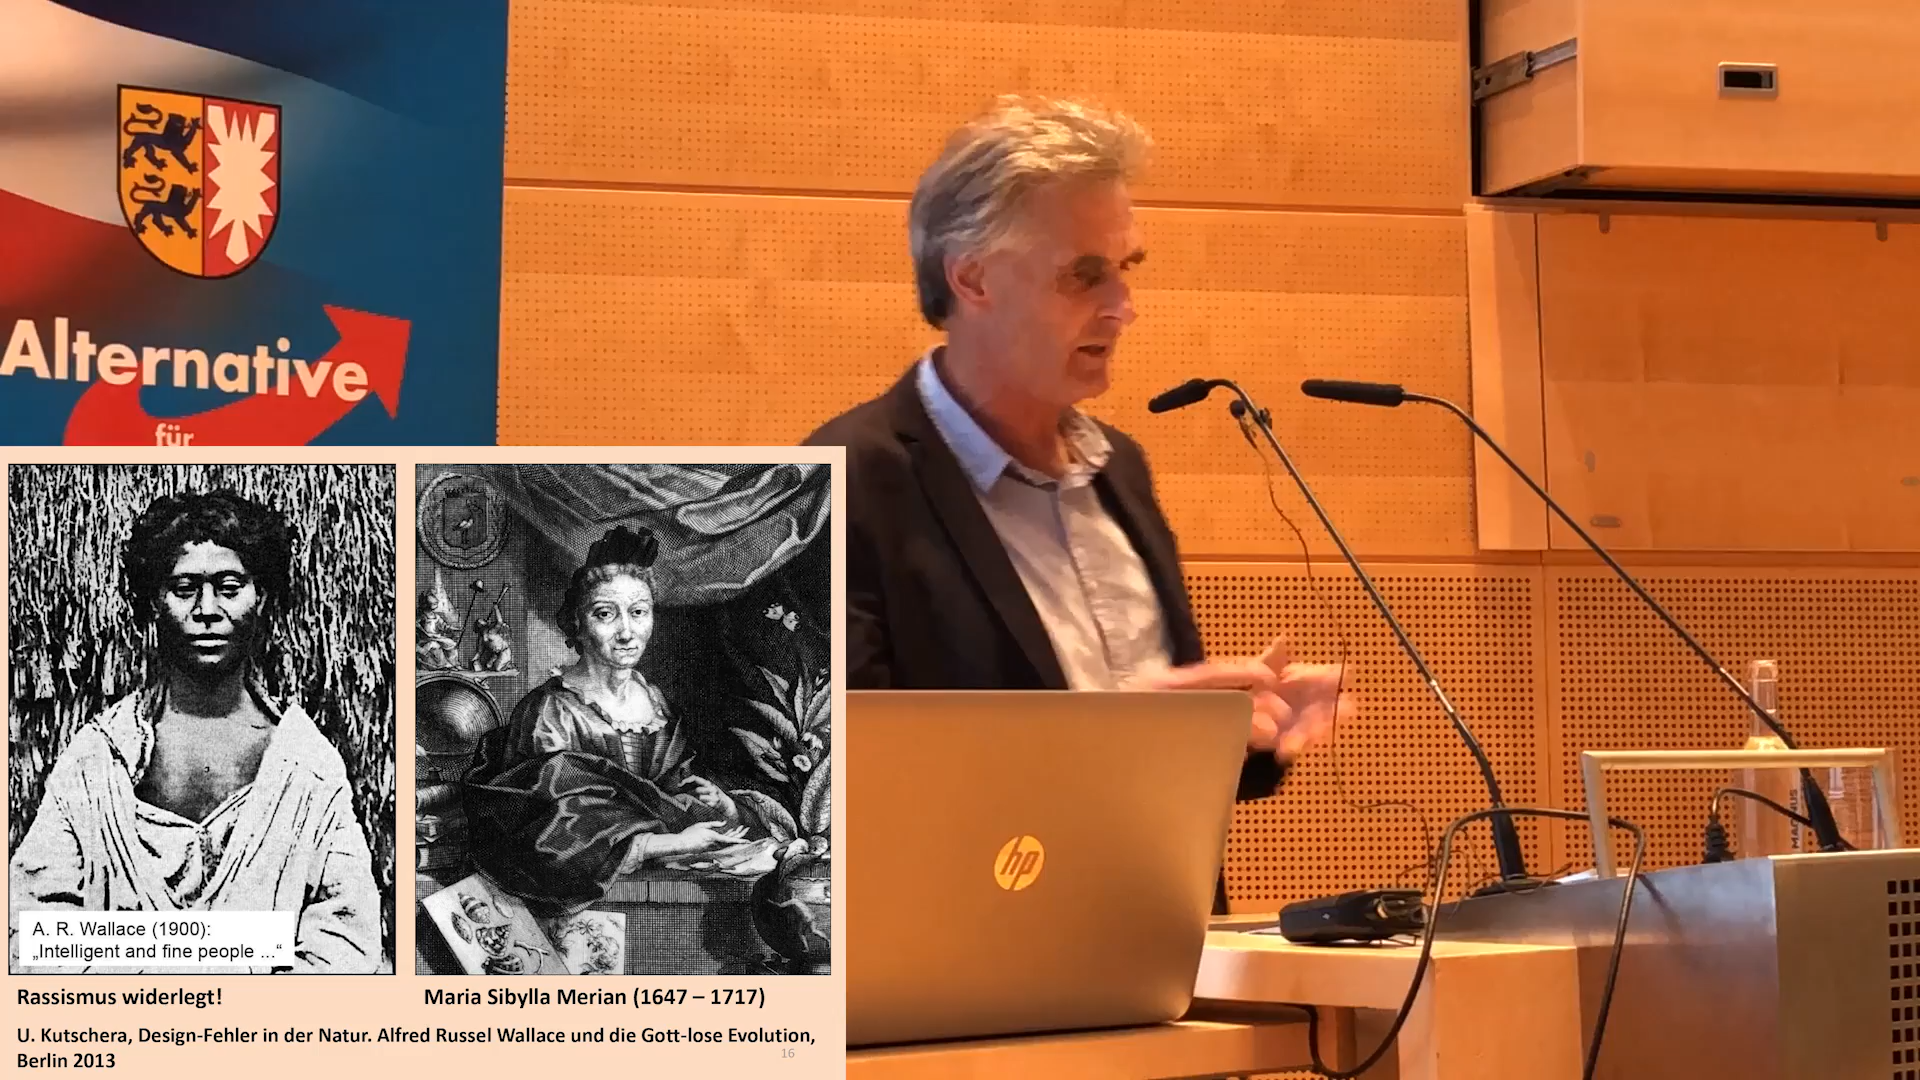 Alternative
für
A. R. Wallace (1900):
„Intelligent and fine people ...“
Rassismus widerlegt!
Maria Sibylla Merian (1647 – 1717)
U. Kutschera, Design-Fehler in der Natur. Alfred Russel Wallace und die Gott-lose Evolution,
Berlin 2013
16
hp